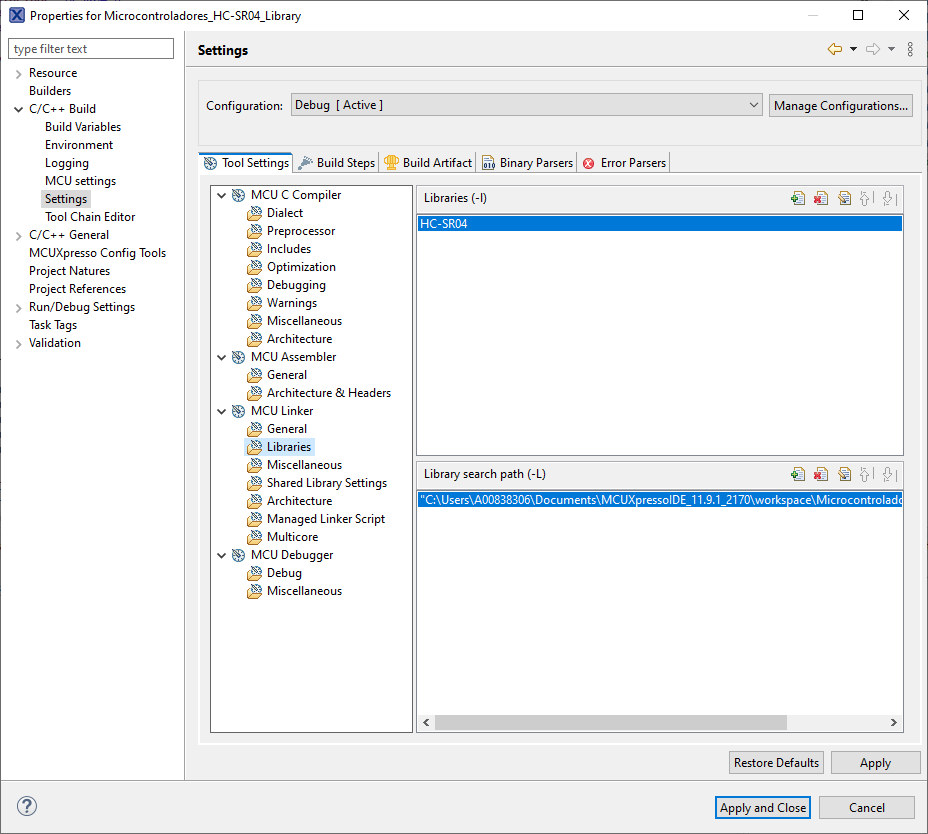 Properties for Microcontroladores_HC-SR04_Library
type filter text
Resource
Builders
C/C++ Build
Build Variables
Environment
Logging
MCU settings
Settings
Tool Chain Editor
C/C++ General
MCUXpresso Config Tools
Project Natures
Project References
Run/Debug Settings
Task Tags
Validation
Settings
Configuration: Debug [ Active ] Manage Configurations...
Tool Settings Build Steps Build Artifact Binary Parsers Error Parsers
MCU C Compiler
Dialect
Preprocessor
Includes
Optimization
Debugging
Warnings
Miscellaneous
Architecture
MCU Assembler
General
Architecture & Headers
MCU Linker
General
Libraries
Miscellaneous
Shared Library Settings
Architecture
Managed Linker Script
Multicore
MCU Debugger
Debug
Miscellaneous
Libraries (-l)
HC-SR04
Library search path (-L)
"C:\Users\A00838306\Documents\MCUXpressoIDE_11.9.1_2170\workspace\Microcontrolado
Restore Defaults Apply
? Apply and Close Cancel